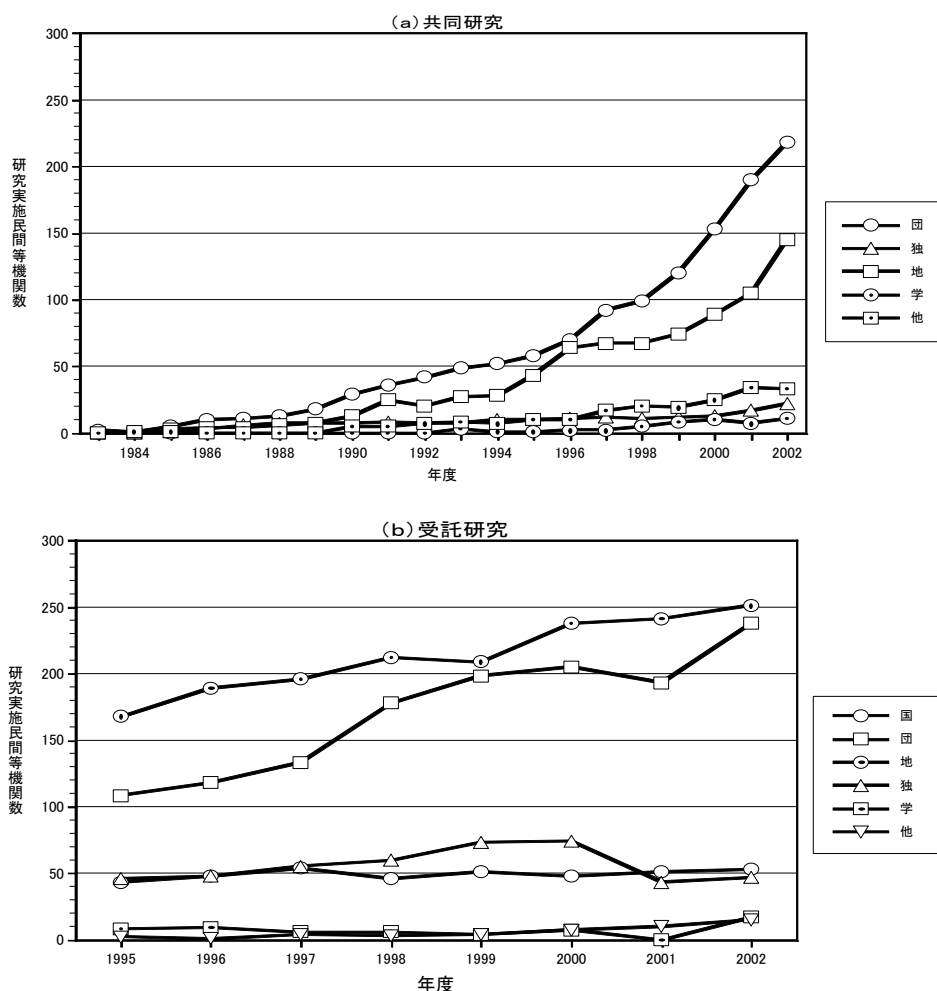 (a)共同研究
300
250
200
150
100
50
0
研究実施民間等機関数
1984 1986 1988 1990 1992 1994 1996 1998 2000 2002
年度
団
独
地
学
他
(b)受託研究
300
250
200
150
100
50
0
研究実施民間等機関数
1995 1996 1997 1998 1999 2000 2001 2002
年度
国
団
地
独
学
他